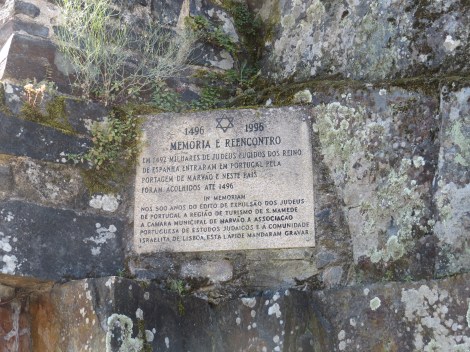 1496 ✡ 1996
MEMÓRIA E REENCONTRO
EM 1492 MILHARES DE JUDEUS FUGIDOS DOS REINO
DE ESPANHA ENTRARAM EM PORTUGAL PELA
PORTAGEM DE MARVÃO E NESTE PAÍS
FORAM ACOLHIDOS ATÉ 1496
IN MEMORIAM
NOS 500 ANOS DO ÉDITO DE EXPULSÃO DOS JUDEUS
DE PORTUGAL A REGIÃO DE TURISMO DE S. MAMEDE
A CÂMARA MUNICIPAL DE MARVÃO A ASSOCIAÇÃO
PORTUGUESA DE ESTUDOS JUDAICOS E A COMUNIDADE
ISRAELITA DE LISBOA ESTA LÁPIDE MANDARAM GRAVAR